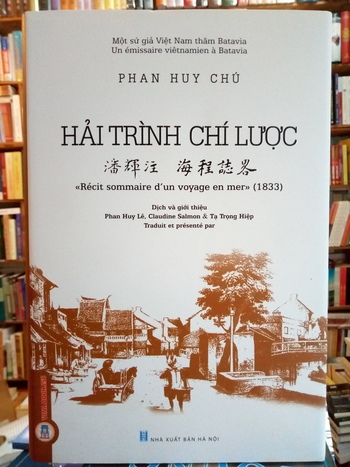 Một sứ giả Việt Nam thăm Batavia
Un émissaire viêtnamien à Batavia
PHAN HUY CHÚ
HẢI TRÌNH CHÍ LƯỢC
潘輝注 海程誌畧
«Récit sommaire d'un voyage en mer» (1833)
Dịch và giới thiệu
Phan Huy Lê, Claudine Salmon & Tạ Trọng Hiệp
Traduit et présenté par
NHÀ XUẤT BẢN HÀ NỘI